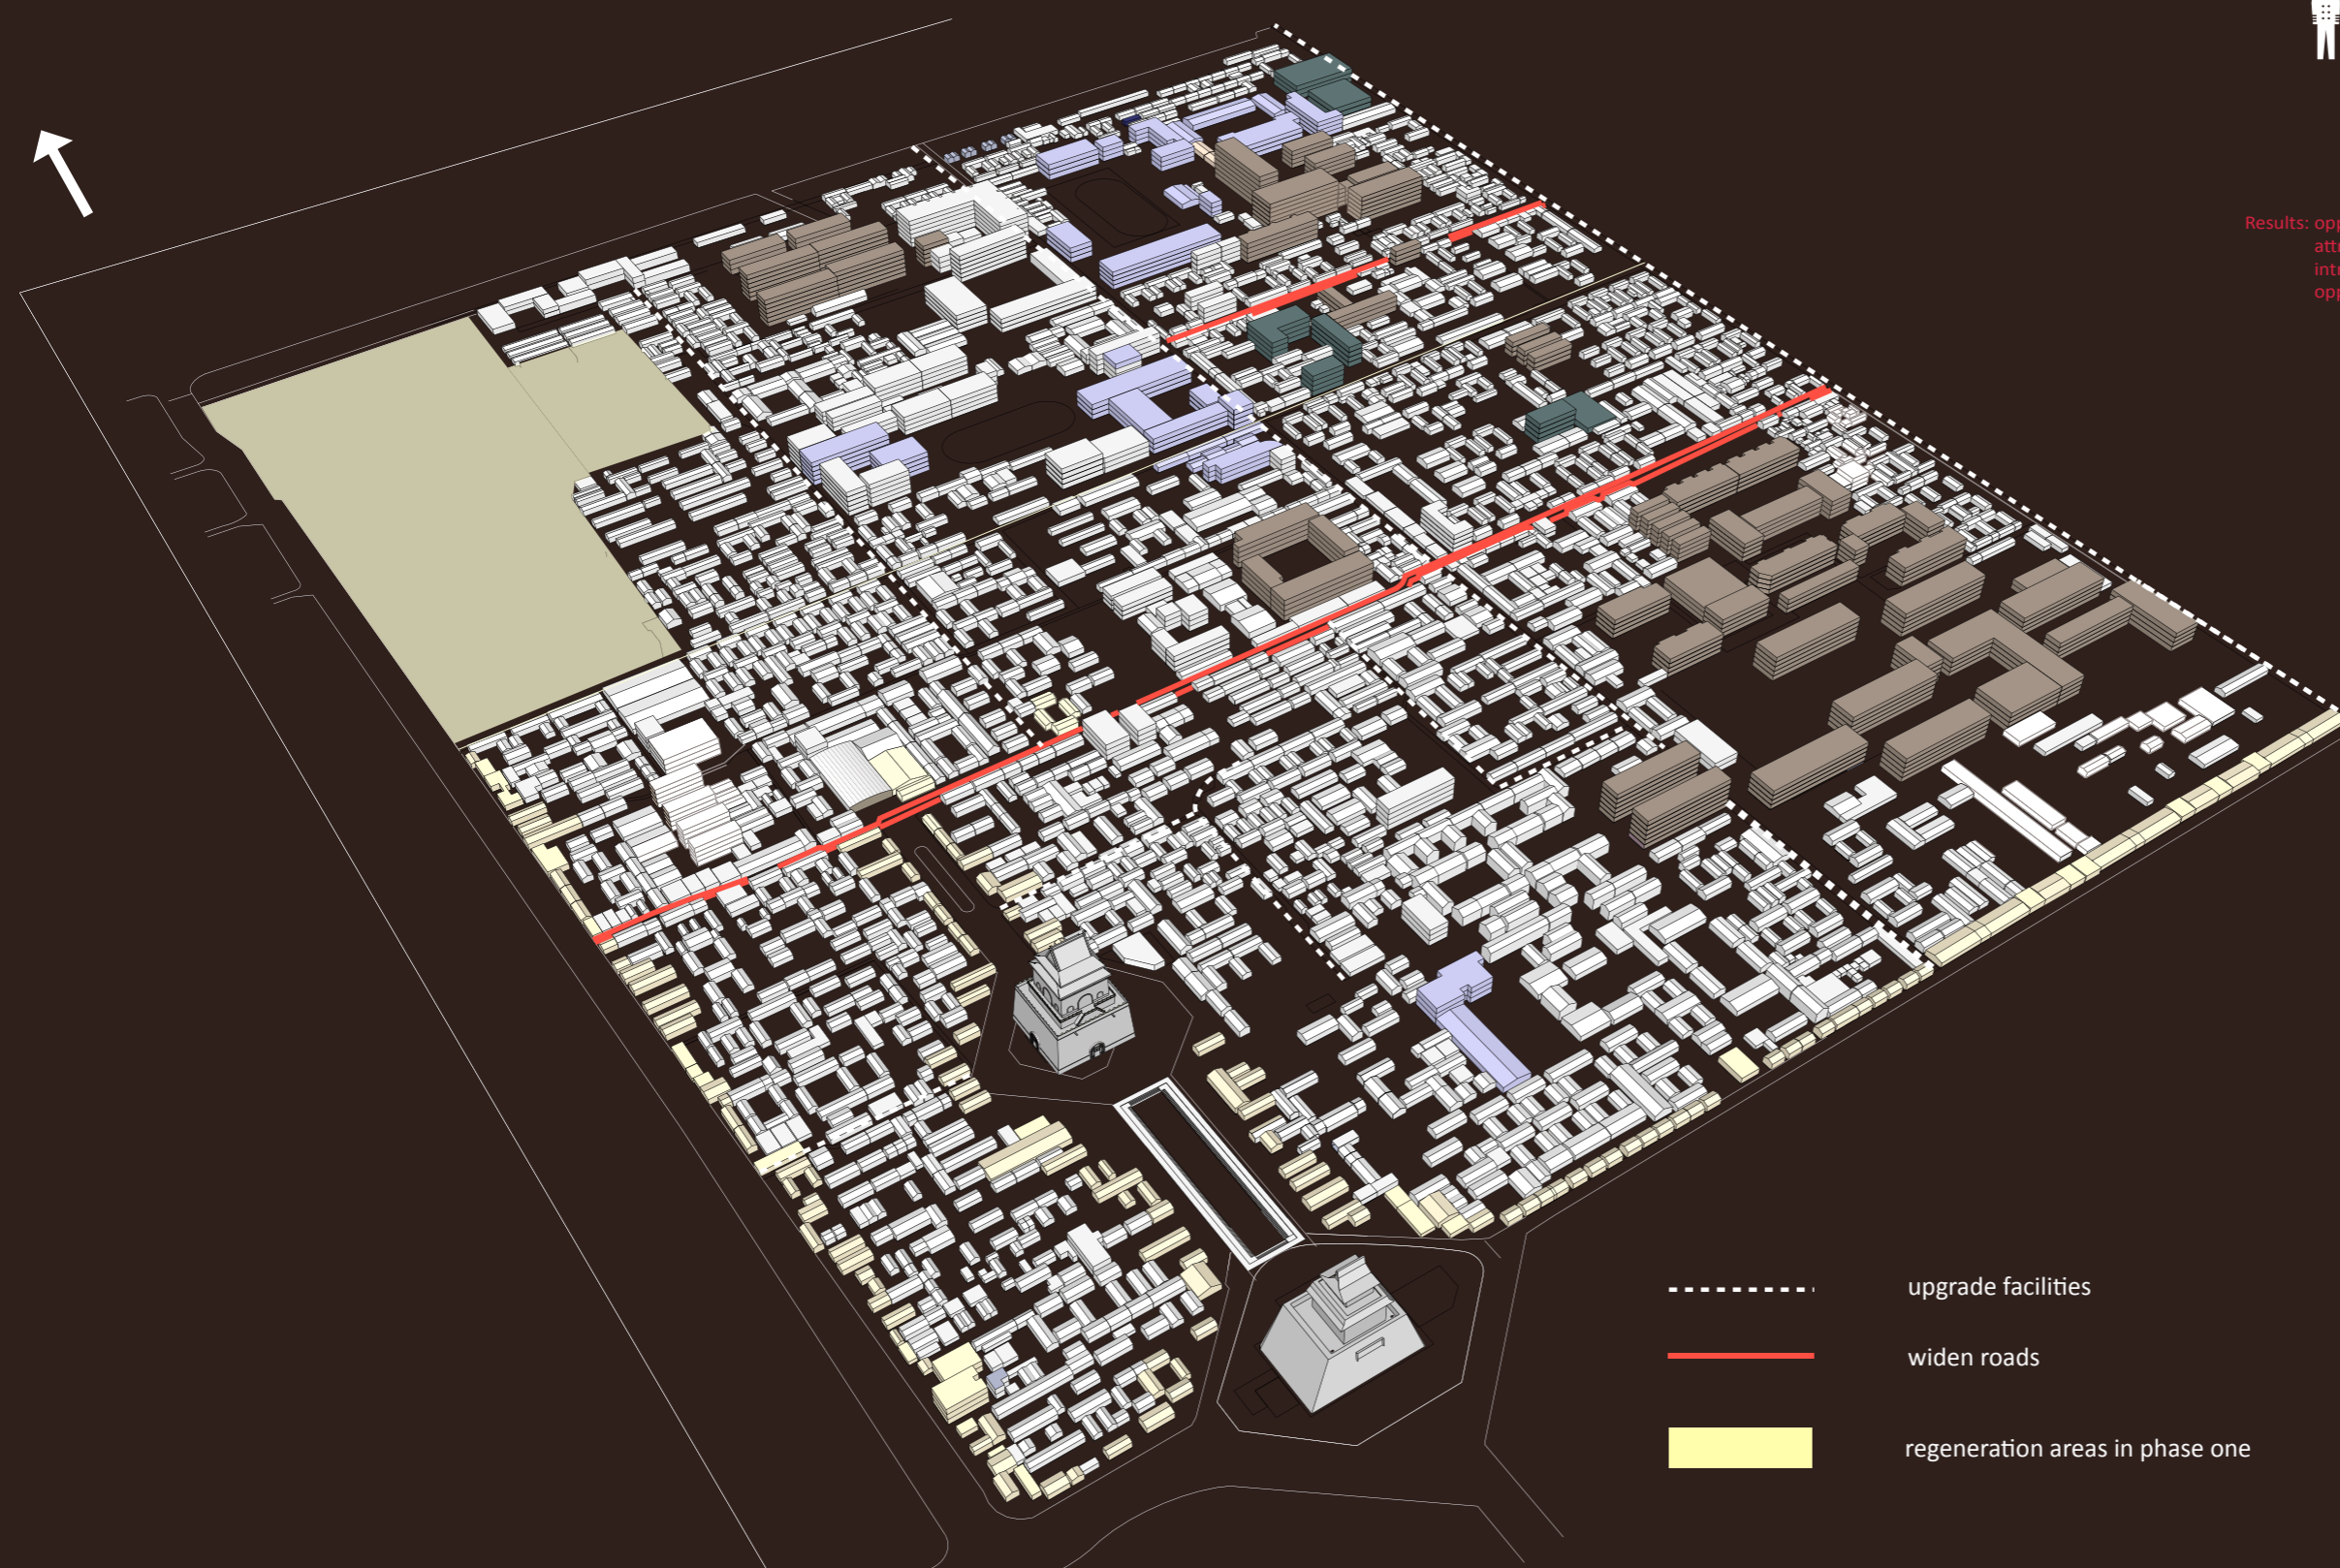 Results:
upgrade facilities
widen roads
regeneration areas in phase one